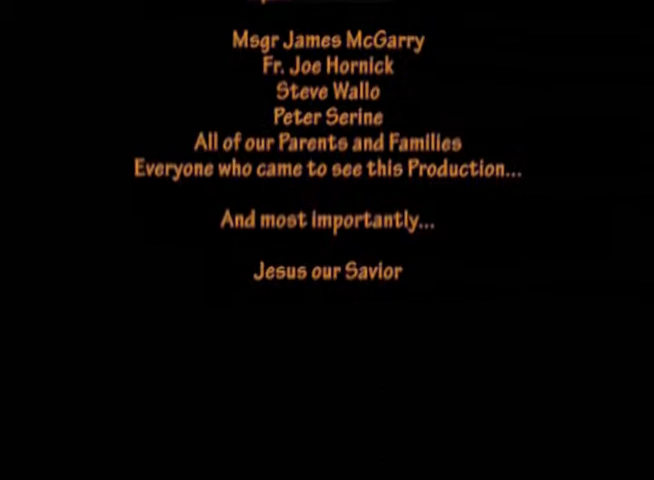 Msgr James McGarry
Fr. Joe Hornick
Steve Wallo
Peter Serine
All of our Parents and Families
Everyone who came to see this Production...
And most importantly...
Jesus our Savior